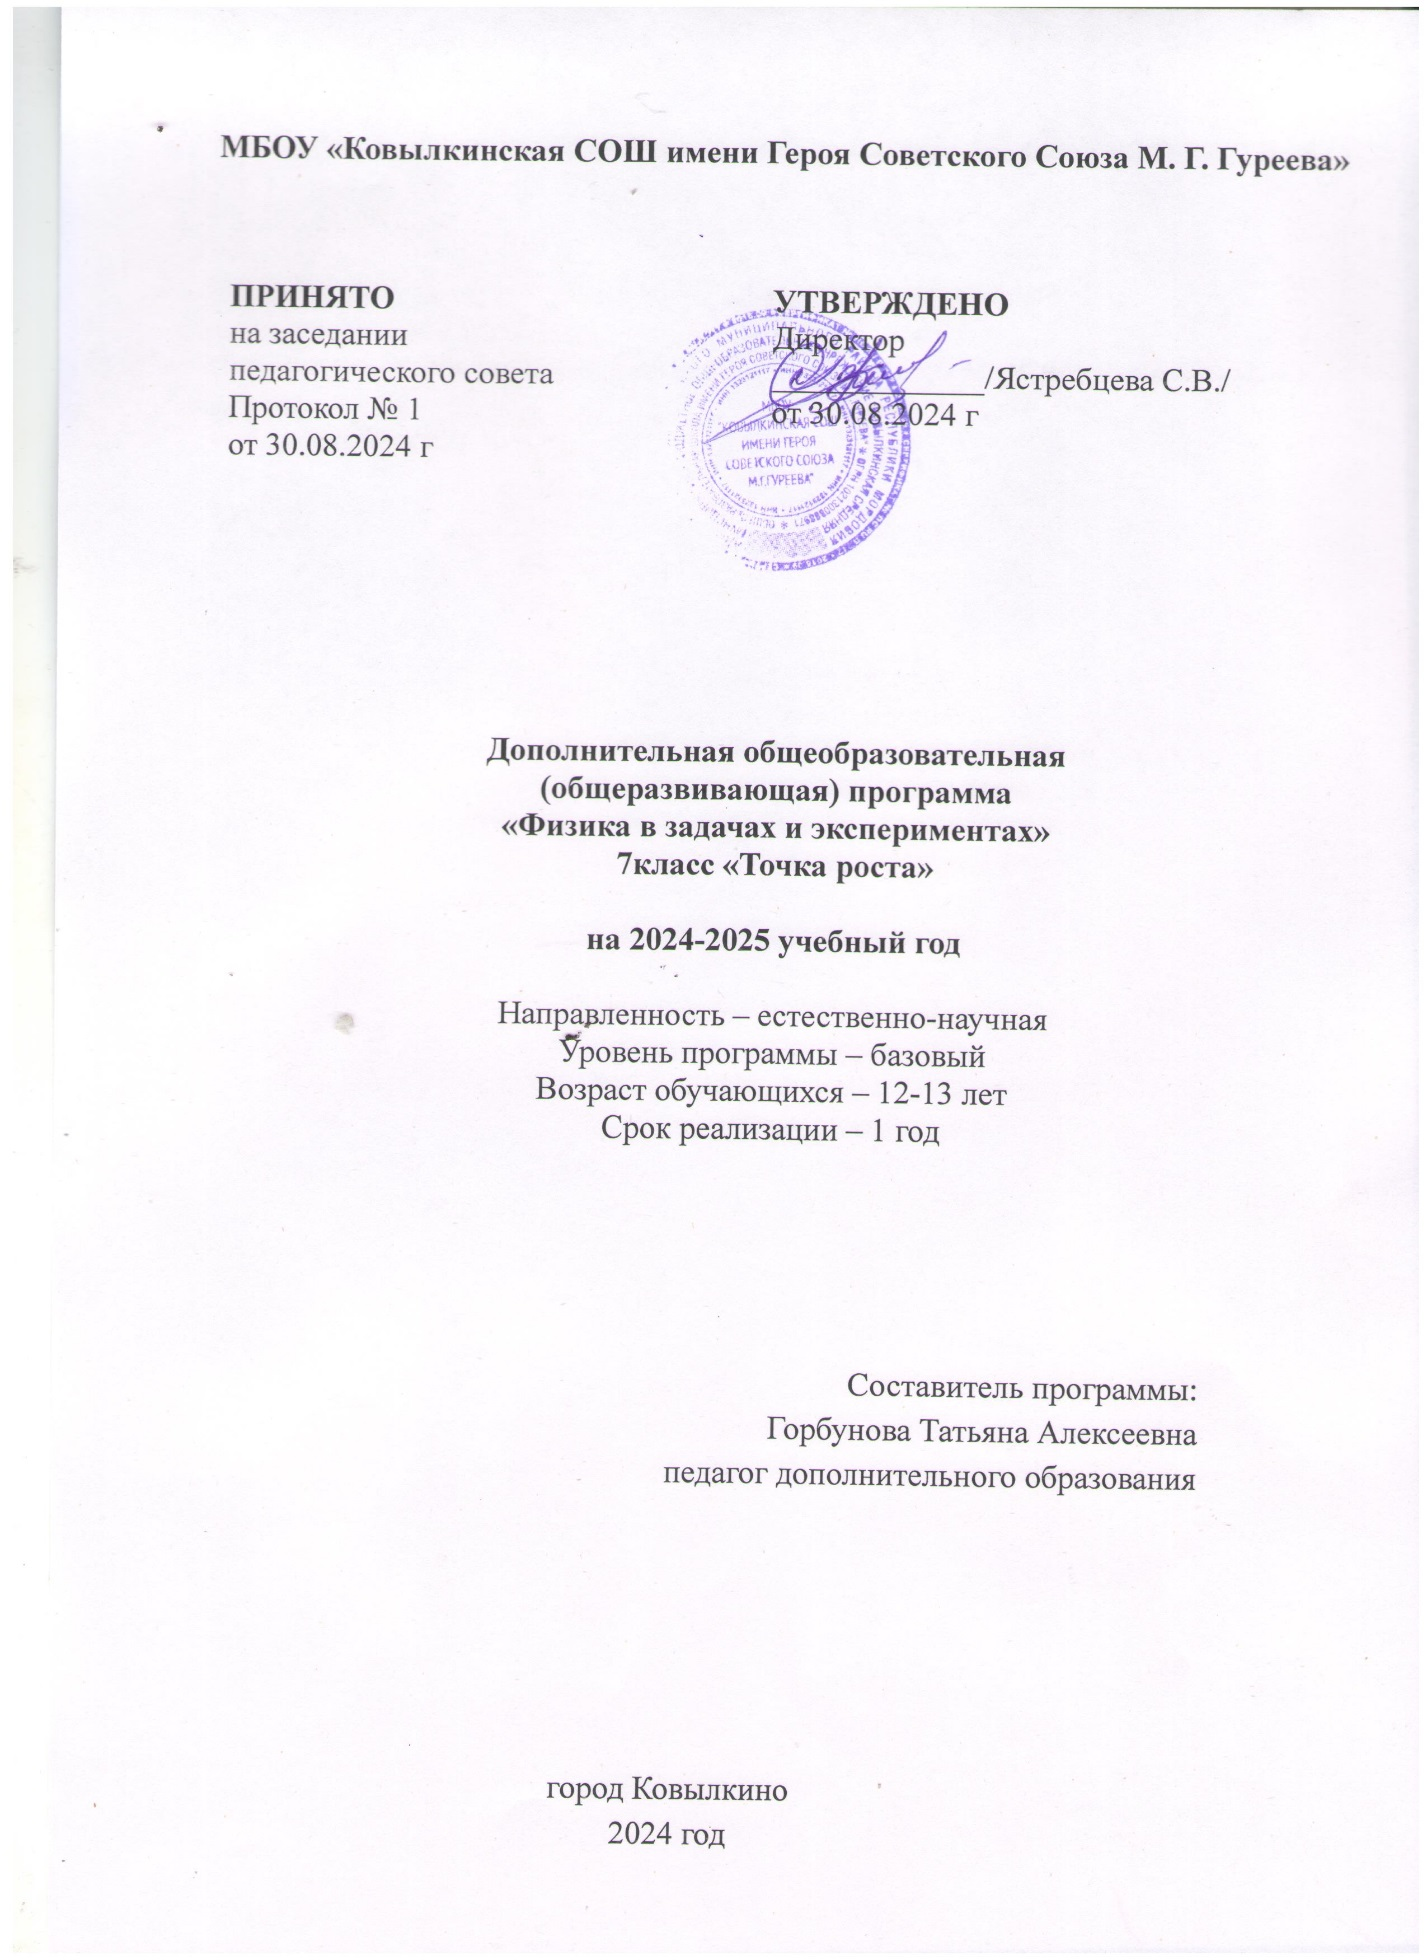 МБОУ «Ковылкинская СОШ имени Героя Советского Союза М. Г. Гуреева»
ПРИНЯТО
на заседании
педагогического совета
Протокол № 1
от 30.08.2024 г
УТВЕРЖДЕНО
Директор
/Ястребцева С.В./
от 30.08.2024 г
"КОВЫЛКИНСКАЯ СОШ
ИМЕНИ ГЕРОЯ
СОВЕТСКОГО СОЮЗА
М.Г.ГУРЕЕВА"
Дополнительная общеобразовательная
(общеразвивающая) программа
«Физика в задачах и экспериментах»
7класс «Точка роста»
на 2024-2025 учебный год
Направленность – естественно-научная
Уровень программы – базовый
Возраст обучающихся – 12-13 лет
Срок реализации – 1 год
Составитель программы:
Горбунова Татьяна Алексеевна
педагог дополнительного образования
город Ковылкино
2024 год